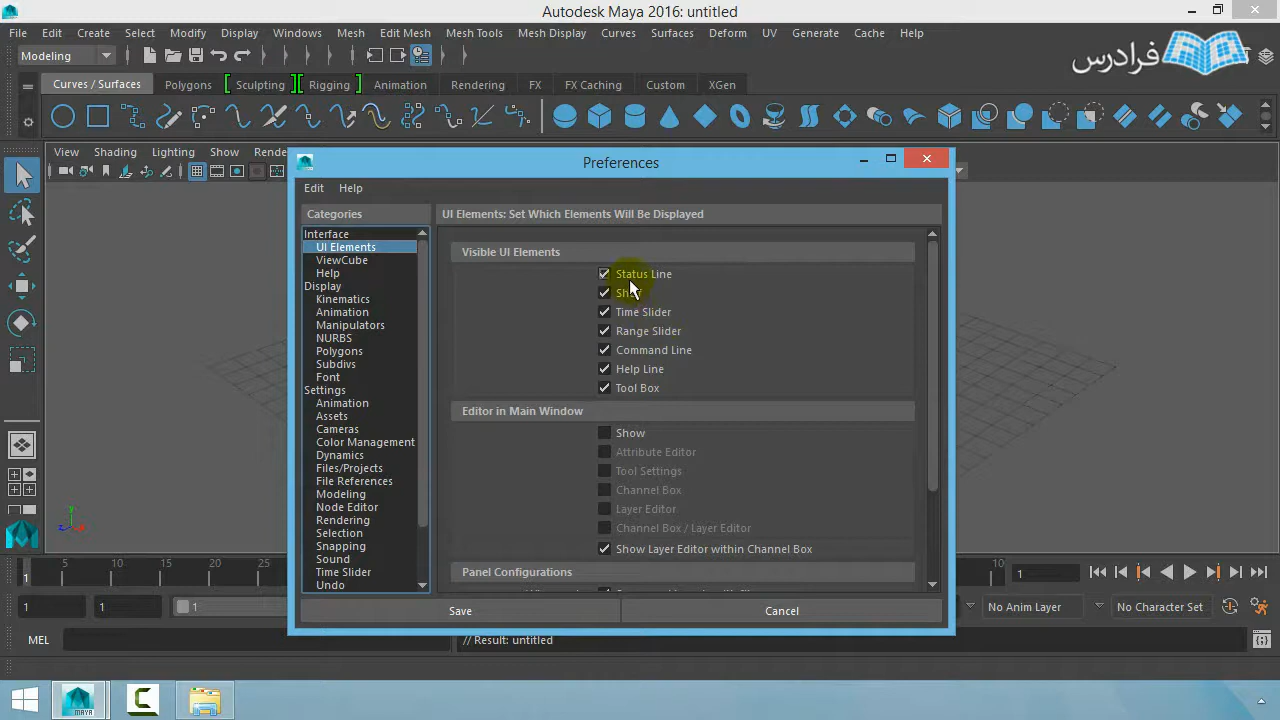 Autodesk Maya 2016: untitled
File Edit Create Select Modify Display Windows Mesh Edit Mesh Mesh Tools Mesh Display Curves Surfaces Deform UV Generate Cache Help
Modeling
فرادرس
Curves / Surfaces Polygons Sculpting Rigging Animation Rendering FX FX Caching Custom XGen
View Shading Lighting Show
Preferences
Edit Help
Categories
Interface
UI Elements
ViewCube
Help
Display
Kinematics
Animation
Manipulators
NURBS
Polygons
Subdivs
Font
Settings
Animation
Assets
Cameras
Color Management
Dynamics
Files/Projects
File References
Modeling
Node Editor
Rendering
Selection
Snapping
Sound
Time Slider
Undo
UI Elements: Set Which Elements Will Be Displayed
Visible UI Elements
Status Line
Time Slider
Range Slider
Command Line
Help Line
Tool Box
Editor in Main Window
Show
Attribute Editor
Tool Settings
Channel Box
Layer Editor
Channel Box / Layer Editor
Show Layer Editor within Channel Box
Panel Configurations
Save Cancel
y
1 5 10 15 20 25 10 1
1 1 1 No Anim Layer No Character Set
MEL // Result: untitled
MAYA